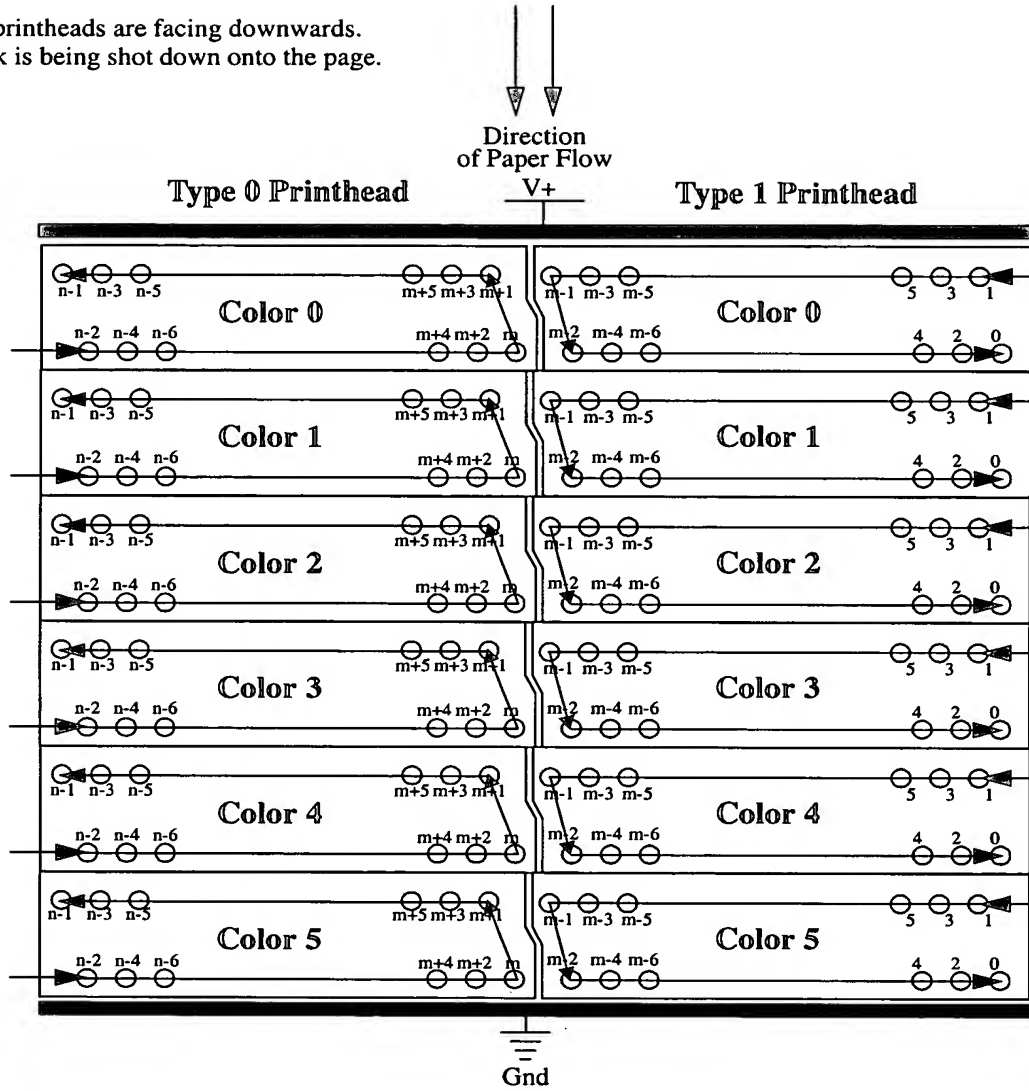 printheads are facing downwards.
is being shot down onto the page.
Direction
of Paper Flow
Type 0 Printhead
V+
Type 1 Printhead
n-1 n-3 n-5
m+5 m+3 m+1
m-1 m-3 m-5
5 3 1
Color 0
Color 0
n-2 n-4 n-6
m+4 m+2 m
m-2 m-4 m-6
4 2 0
n-1 n-3 n-5
m+5 m+3 m+1
m-1 m-3 m-5
5 3 1
Color 1
Color 1
n-2 n-4 n-6
m+4 m+2 m
m-2 m-4 m-6
4 2 0
n-1 n-3 n-5
m+5 m+3 m+1
m-1 m-3 m-5
5 3 1
Color 2
Color 2
n-2 n-4 n-6
m+4 m+2 m
m-2 m-4 m-6
4 2 0
n-1 n-3 n-5
m+5 m+3 m+1
m-1 m-3 m-5
5 3 1
Color 3
Color 3
n-2 n-4 n-6
m+4 m+2 m
m-2 m-4 m-6
4 2 0
n-1 n-3 n-5
m+5 m+3 m+1
m-1 m-3 m-5
5 3 1
Color 4
Color 4
n-2 n-4 n-6
m+4 m+2 m
m-2 m-4 m-6
4 2 0
n-1 n-3 n-5
m+5 m+3 m+1
m-1 m-3 m-5
5 3 1
Color 5
Color 5
n-2 n-4 n-6
m+4 m+2 m
m-2 m-4 m-6
4 2 0
Gnd